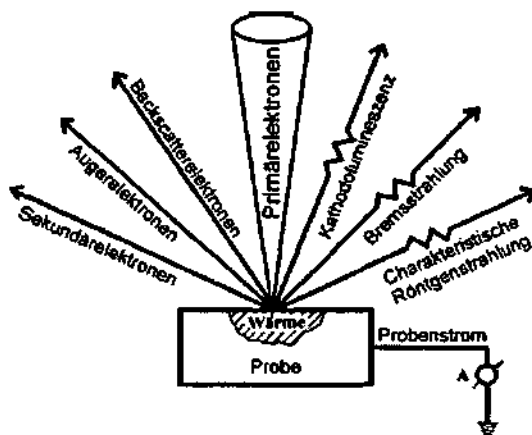 Primärelektronen
Backscatterelektronen
Augerelektronen
Sekundärelektronen
Kathodolumineszenz
Bremsstrahlung
Charakteristische
Röntgenstrahlung
Wärme
Probe
Probenstrom
A